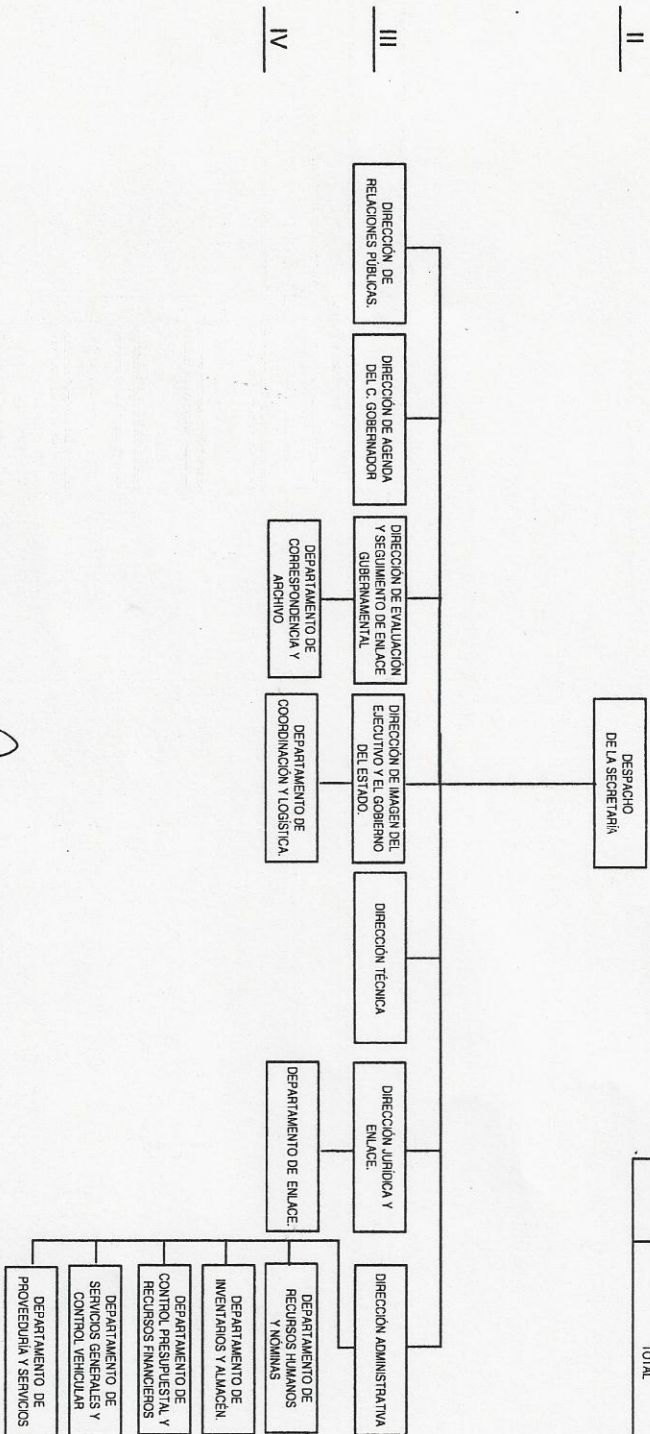 TOTAL
II
DESPACHO
DE LA SECRETARÍA
III
DIRECCIÓN DE
RELACIONES PÚBLICAS.
DIRECCIÓN DE AGENDA
DEL C. GOBERNADOR
DIRECCIÓN DE EVALUACIÓN
Y SEGUIMIENTO DE ENLACE
GUBERNAMENTAL
DIRECCIÓN DE IMAGEN DEL
EJECUTIVO Y EL GOBIERNO
DEL ESTADO.
DIRECCIÓN TÉCNICA
DIRECCIÓN JURÍDICA Y
ENLACE.
DIRECCIÓN ADMINISTRATIVA
IV
DEPARTAMENTO DE
CORRESPONDENCIA Y
ARCHIVO
DEPARTAMENTO DE
COORDINACIÓN Y LOGÍSTICA.
DEPARTAMENTO DE ENLACE.
DEPARTAMENTO DE
RECURSOS HUMANOS
Y NÓMINAS
DEPARTAMENTO DE
INVENTARIOS Y ALMACÉN.
DEPARTAMENTO DE
CONTROL PRESUPUESTAL Y
RECURSOS FINANCIEROS
DEPARTAMENTO DE
SERVICIOS GENERALES Y
CONTROL VEHICULAR
DEPARTAMENTO DE
PROVEEDURÍA Y SERVICIOS